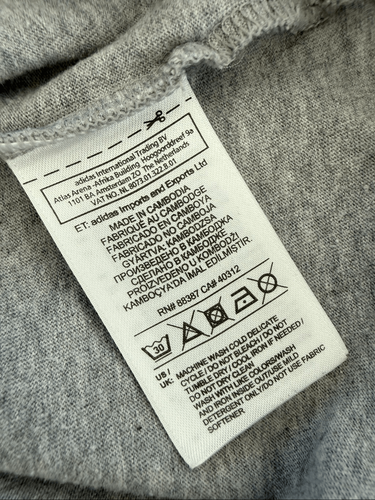 adidas International Trading BV
Atlas Arena -Afrika Building Hoogoorddreef 9a
1101 BA Amsterdam ZO The Netherlands
VAT NO. NL8073.01.322.B.01
ET: adidas Imports and Exports Ltd
MADE IN CAMBODIA
FABRIQUE AU CAMBODGE
FABRICADO EN CAMBOYA
FABRICADO NO CAMBOJA
GYÁRTVA: KAMBODZSA
ПРОИЗВЕДЕНО В КАМБОДЖА
СДЕЛАНО В КАМБОДЖЕ
PROIZVEDENO U KAMBODŽI
KAMBOÇYA'DA İMAL EDİLMİŞTİR.
RN# 88387 CA# 40312
30
US / UK: MACHINE WASH COLD DELICATE
CYCLE / DO NOT BLEACH / DO NOT
TUMBLE DRY / COOL IRON IF NEEDED /
DO NOT DRY CLEAN
WASH WITH LIKE COLORS/WASH
AND IRON INSIDE OUT/USE MILD
DETERGENT ONLY/DO NOT USE FABRIC
SOFTENER